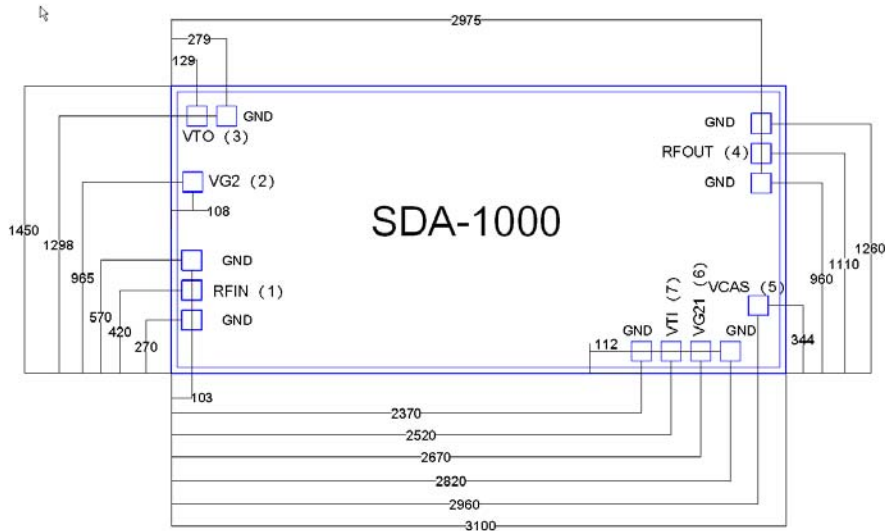 2975
279
129
GND
VTO (3)
GND
RFOUT (4)
GND
VG2 (2)
108
SDA-1000
1450
1298
965
570
420
270
GND
RFIN (1)
GND
103
1260
1110
960
344
VCAS (5)
VG21 (6)
VTI (7)
GND
GND
112
2370
2520
2670
2820
2960
3100